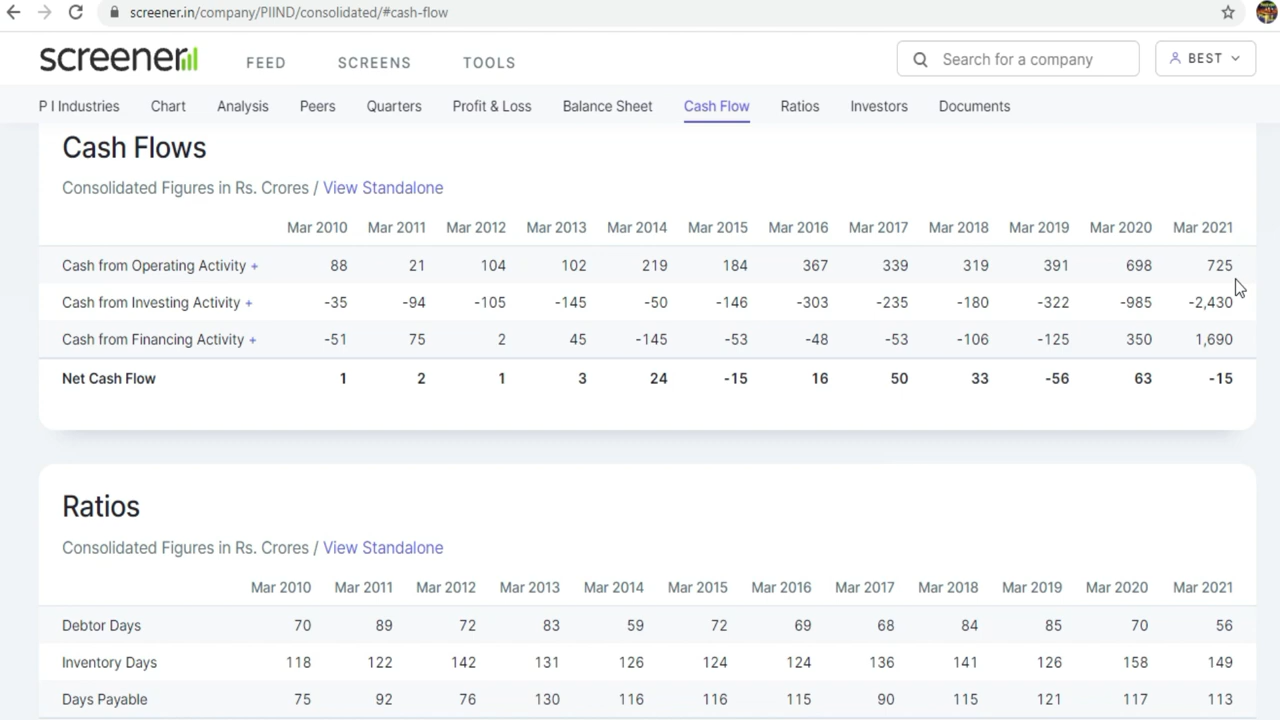 screener.in/company/PIIND/consolidated/#cash-flow
screener FEED SCREENS TOOLS Search for a company BEST
P I Industries Chart Analysis Peers Quarters Profit & Loss Balance Sheet Cash Flow Ratios Investors Documents
Cash Flows
Consolidated Figures in Rs. Crores / View Standalone
Mar 2010 Mar 2011 Mar 2012 Mar 2013 Mar 2014 Mar 2015 Mar 2016 Mar 2017 Mar 2018 Mar 2019 Mar 2020 Mar 2021
Cash from Operating Activity + 88 21 104 102 219 184 367 339 319 391 698 725
Cash from Investing Activity + -35 -94 -105 -145 -50 -146 -303 -235 -180 -322 -985 -2,430
Cash from Financing Activity + -51 75 2 45 -145 -53 -48 -53 -106 -125 350 1,690
Net Cash Flow 1 2 1 3 24 -15 16 50 33 -56 63 -15
Ratios
Consolidated Figures in Rs. Crores / View Standalone
Mar 2010 Mar 2011 Mar 2012 Mar 2013 Mar 2014 Mar 2015 Mar 2016 Mar 2017 Mar 2018 Mar 2019 Mar 2020 Mar 2021
Debtor Days 70 89 72 83 59 72 69 68 84 85 70 56
Inventory Days 118 122 142 131 126 124 124 136 141 126 158 149
Days Payable 75 92 76 130 116 116 115 90 115 121 117 113